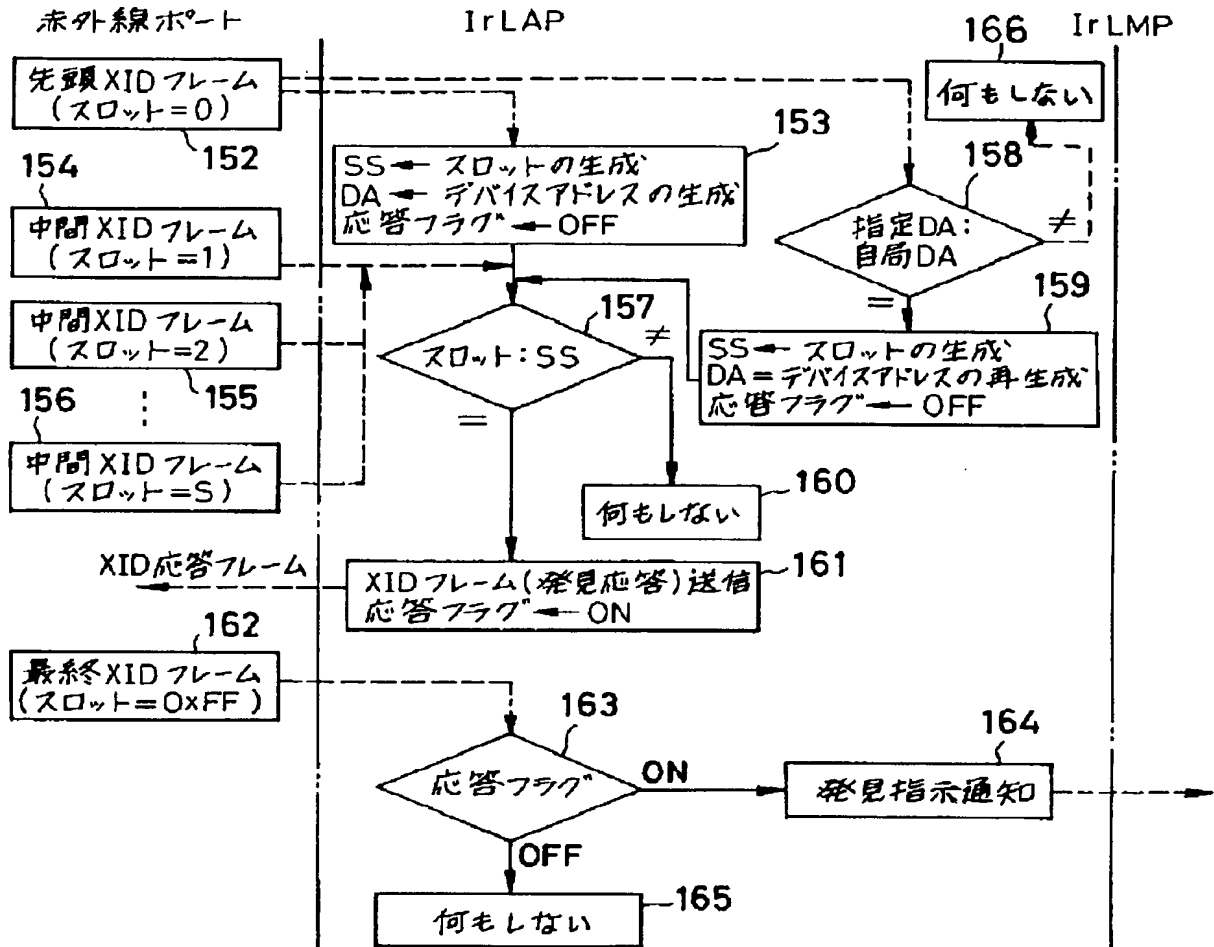 赤外線ポート
IrLAP
IrLMP
166
何もしない
先頭XIDフレーム
(スロット=0)
152
153
SS← スロットの生成
DA← デバイスアドレスの生成
応答フラグ←OFF
158
指定DA:
自局DA
≠
=
154
中間XIDフレーム
(スロット=1)
中間XIDフレーム
(スロット=2)
155
157
スロット:SS
≠
=
159
SS← スロットの生成
DA=デバイスアドレスの再生成
応答フラグ←OFF
156
中間XIDフレーム
(スロット=S)
160
何もしない
XID応答フレーム
161
XIDフレーム(発見応答)送信
応答フラグ←ON
162
最終XIDフレーム
(スロット=0xFF)
163
応答フラグ
ON
OFF
164
発見指示通知
165
何もしない